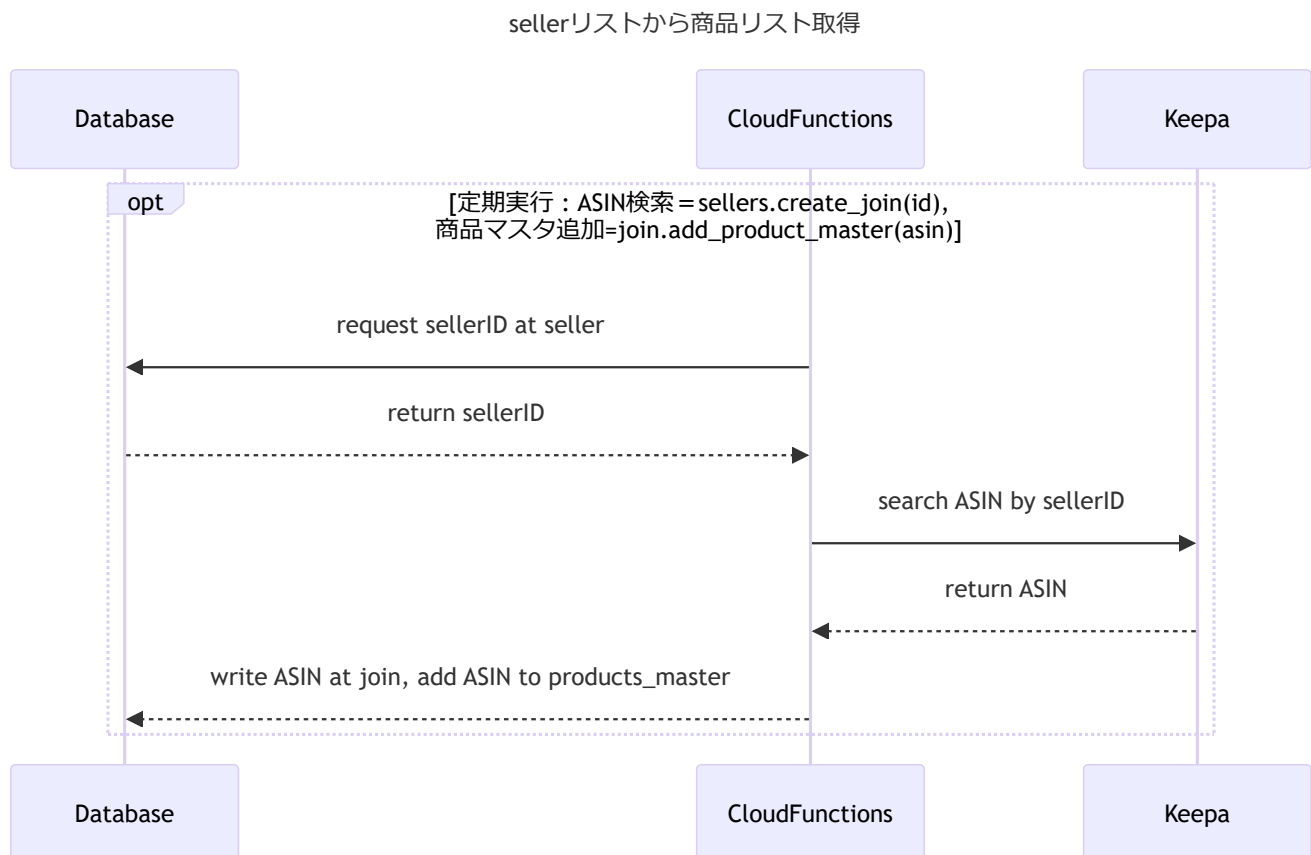 sellerリストから商品リスト取得
Database
CloudFunctions
Keepa
opt
[定期実行：ASIN検索＝sellers.create_join(id),
商品マスタ追加=join.add_product_master(asin)]
request sellerID at seller
return sellerID
search ASIN by sellerID
return ASIN
write ASIN at join, add ASIN to products_master
Database
CloudFunctions
Keepa